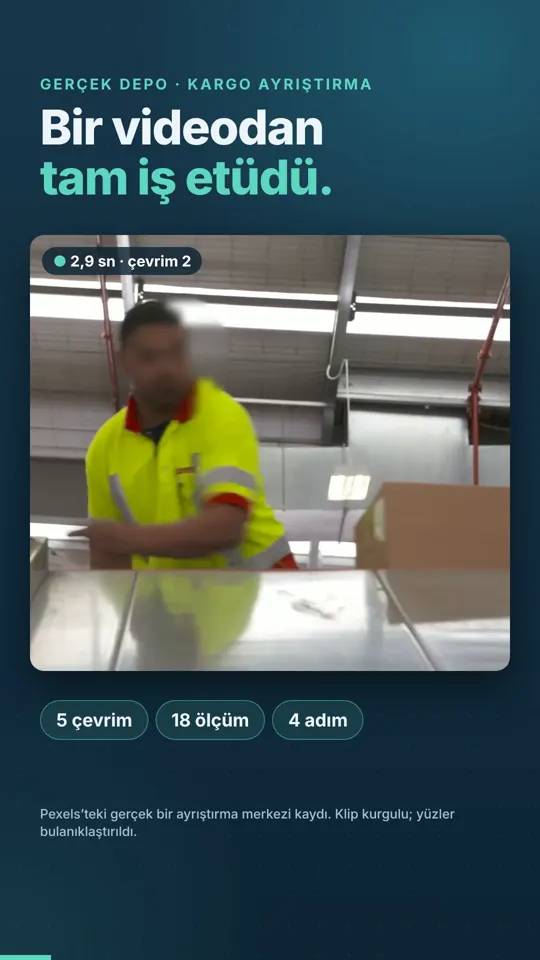 GERÇEK DEPO · KARGO AYRIŞTIRMA
Bir videodan
tam iş etüdü.
2,9 sn · çevrim 2
5 çevrim
18 ölçüm
4 adım
Pexels’teki gerçek bir ayrıştırma merkezi kaydı. Klip kurgulu; yüzler
bulanıklaştırıldı.